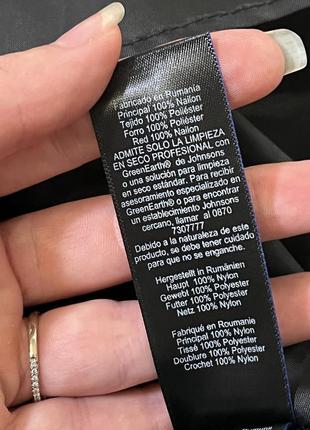 Fabricado en Rumania
Principal 100% Nailon
Tejido 100% Poliéster
Forro 100% Poliéster
Red 100% Nailon
ADMITE SOLO LA LIMPIEZA
EN SECO PROFESIONAL con
GreenEarth® de Johnsons
o una solución para limpieza
en seco estándar. Para recibir
asesoramiento especializado en
GreenEarth® o para encontrar
un establecimiento Johnsons
cercano, llamar al 0870
7307777
Debido a la naturaleza de este
producto, se debe tener cuidado
para que no se enganche.
Hergestellt in Rumänien
Haupt 100% Nylon
Gewebt 100% Polyester
Futter 100% Polyester
Netz 100% Nylon
Fabriqué en Roumanie
Principal 100% Nylon
Tissé 100% Polyester
Doublure 100% Polyester
Crochet 100% Nylon